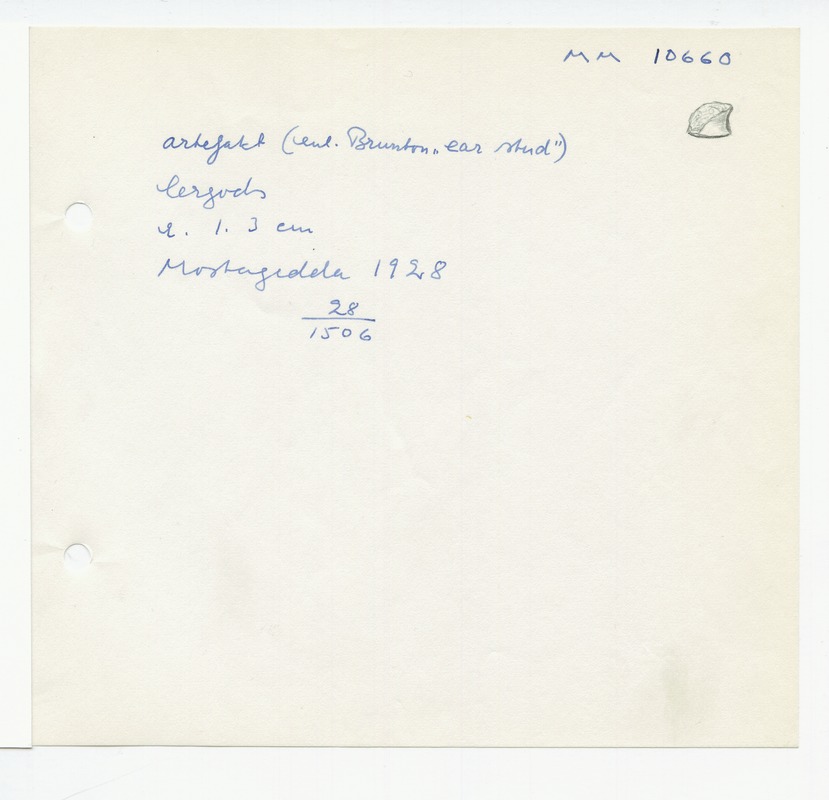 MM 10660
artefakt (enl. Brunton „ear stud")
lergods
l. 1.3 cm
Mostagedda 1928
28
1506